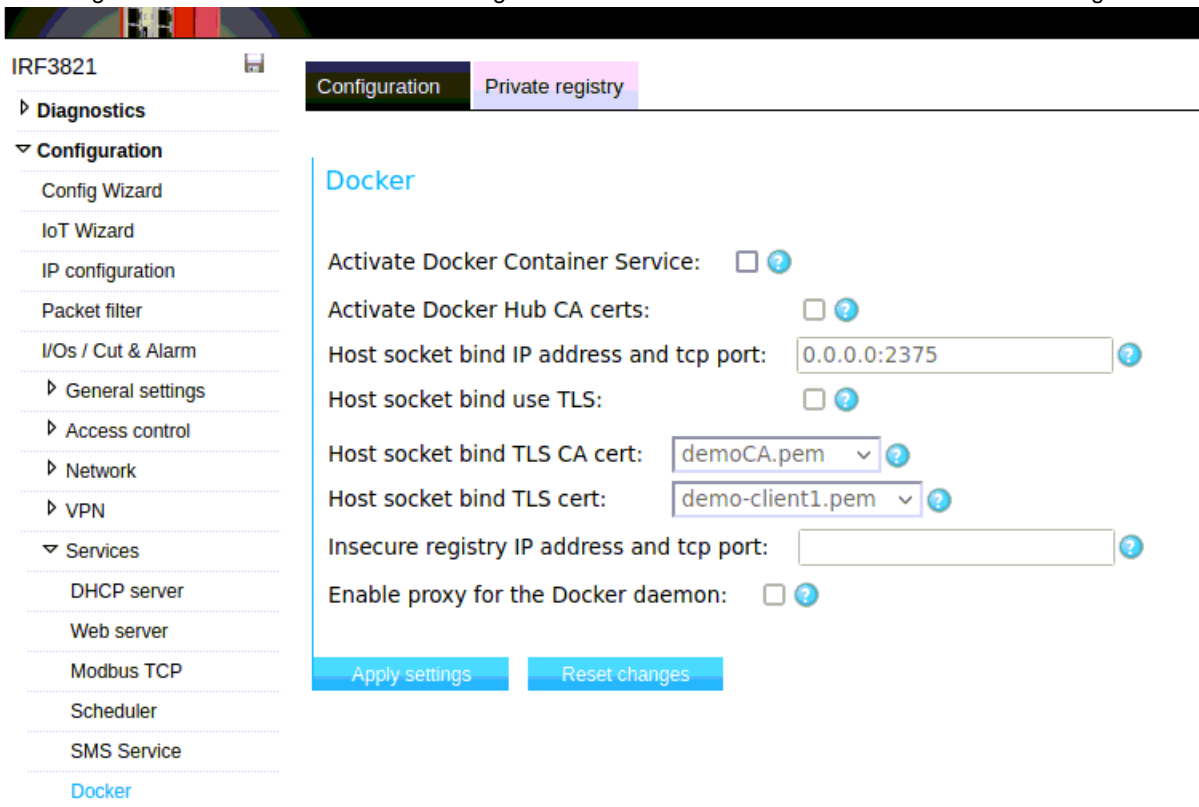 IRF3821
Diagnostics
Configuration
Config Wizard
IoT Wizard
IP configuration
Packet filter
I/Os / Cut & Alarm
General settings
Access control
Network
VPN
Services
DHCP server
Web server
Modbus TCP
Scheduler
SMS Service
Docker
Configuration Private registry
Docker
Activate Docker Container Service: ?
Activate Docker Hub CA certs: ?
Host socket bind IP address and tcp port: 0.0.0.0:2375 ?
Host socket bind use TLS: ?
Host socket bind TLS CA cert: demoCA.pem ?
Host socket bind TLS cert: demo-client1.pem ?
Insecure registry IP address and tcp port: ?
Enable proxy for the Docker daemon: ?
Apply settings Reset changes